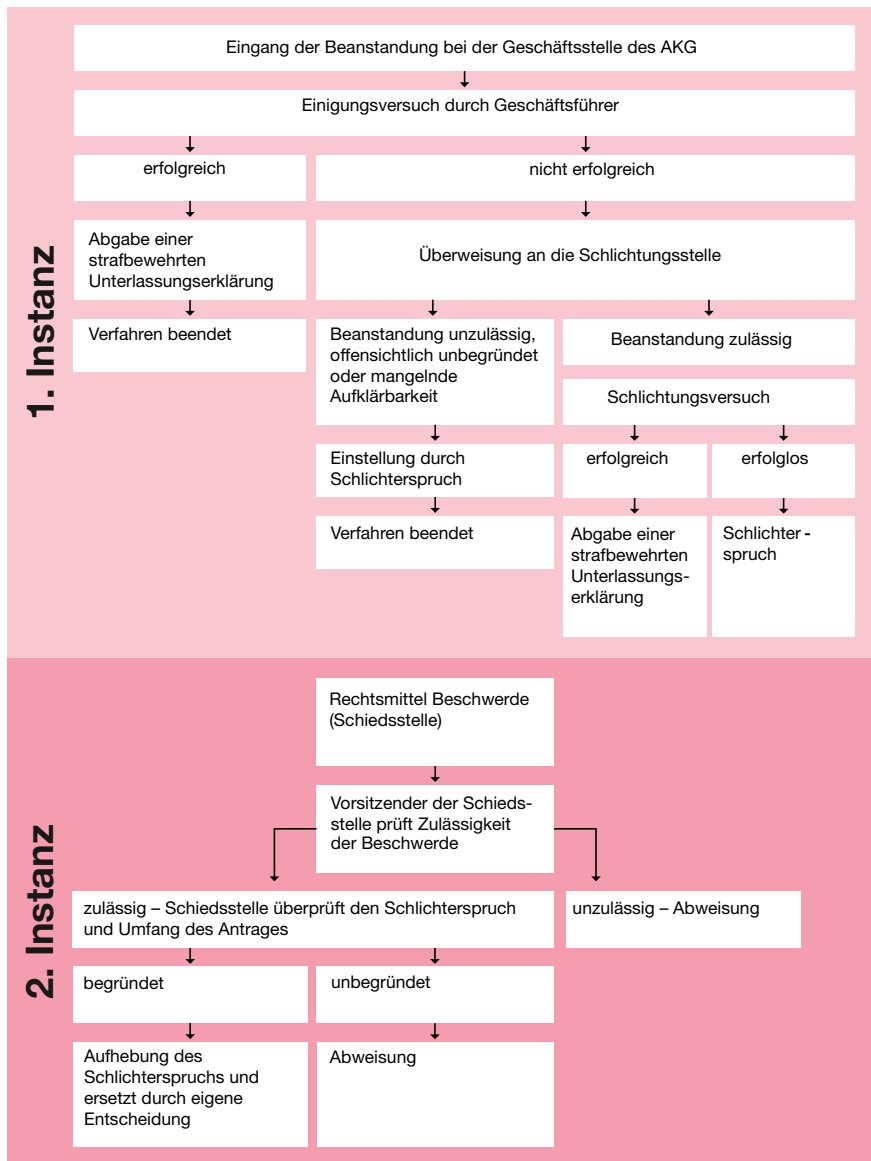 1. Instanz
Eingang der Beanstandung bei der Geschäftsstelle des AKG
Einigungsversuch durch Geschäftsführer
erfolgreich
nicht erfolgreich
Abgabe einer
strafbewehrten
Unterlassungserklärung
Überweisung an die Schlichtungsstelle
Verfahren beendet
Beanstandung unzulässig,
offensichtlich unbegründet
oder mangelnde
Aufklärbarkeit
Beanstandung zulässig
Schlichtungsversuch
Einstellung durch
Schlichterspruch
erfolgreich
erfolglos
Verfahren beendet
Abgabe einer
strafbewehrten
Unterlassungs-
erklärung
Schlichter-
spruch
2. Instanz
Rechtsmittel Beschwerde
(Schiedsstelle)
Vorsitzender der Schieds-
stelle prüft Zulässigkeit
der Beschwerde
zulässig – Schiedsstelle überprüft den Schlichterspruch
und Umfang des Antrages
unzulässig – Abweisung
begründet
unbegründet
Aufhebung des
Schlichterspruchs und
ersetzt durch eigene
Entscheidung
Abweisung